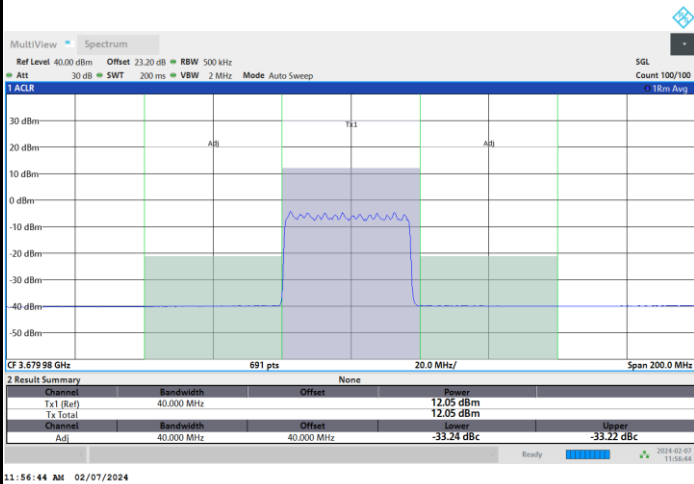 MultiView Spectrum
Ref Level 40.00 dBm Offset 23.20 dB RBW 500 kHz SGL
Att 30 dB SWT 200 ms VBW 2 MHz Mode Auto Sweep Count 100/100
1 ACLR 1Rm Avg
30 dBm
Tx1
20 dBm
Adj Adj
10 dBm
0 dBm
-10 dBm
-20 dBm
-30 dBm
-40 dBm
-50 dBm
CF 3.679 98 GHz 691 pts 20.0 MHz/ Span 200.0 MHz
2 Result Summary None
Channel Bandwidth Offset Power
Tx1 (Ref) 40.000 MHz 12.05 dBm
Tx Total 12.05 dBm
Channel Bandwidth Offset Lower Upper
Adj 40.000 MHz 40.000 MHz -33.24 dBc -33.22 dBc
Ready 2024-02-07
11:56:44
11:56:44 AM 02/07/2024